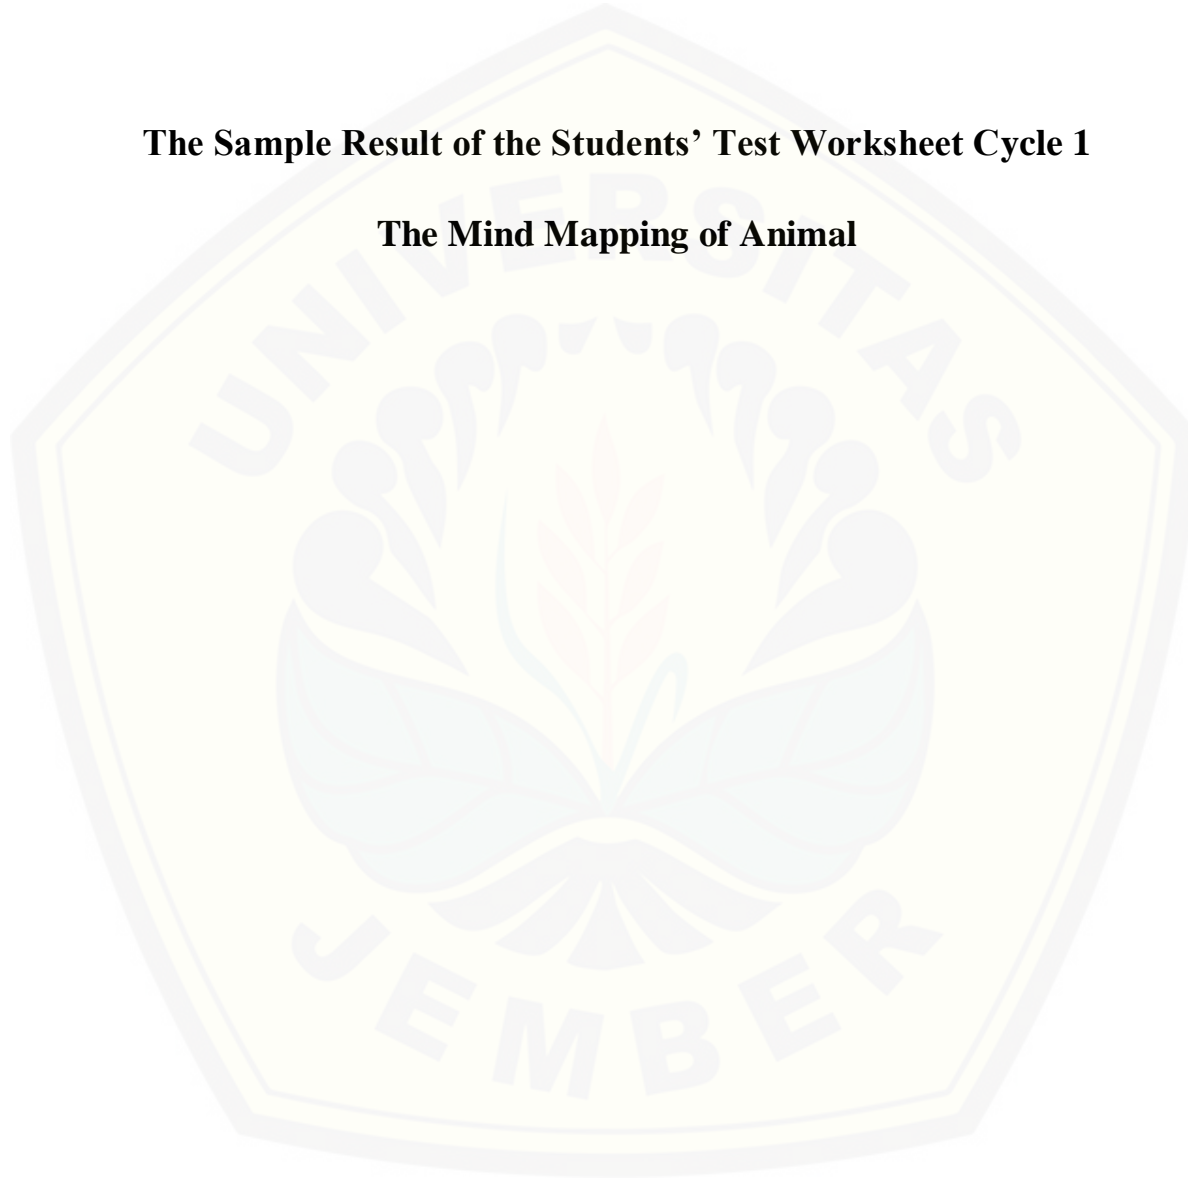 The Sample Result of the Students’ Test Worksheet Cycle 1
The Mind Mapping of Animal
UNIVERSITAS
JEMBER